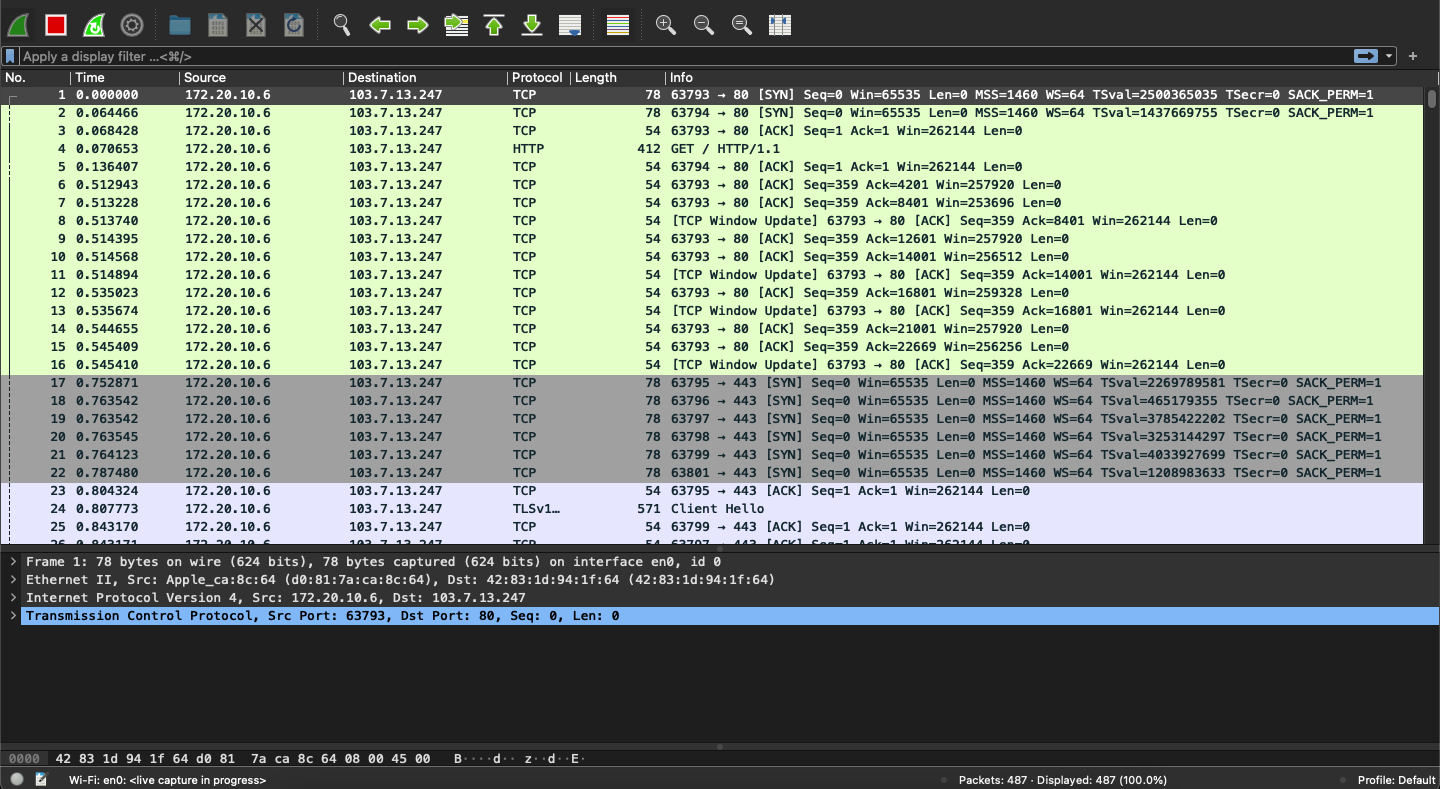 Apply a display filter ...<⌘/>
+
No. Time Source Destination Protocol Length Info
1 0.000000 172.20.10.6 103.7.13.247 TCP 78 63793 → 80 [SYN] Seq=0 Win=65535 Len=0 MSS=1460 WS=64 TSval=2500365035 TSecr=0 SACK_PERM=1
2 0.064466 172.20.10.6 103.7.13.247 TCP 78 63794 → 80 [SYN] Seq=0 Win=65535 Len=0 MSS=1460 WS=64 TSval=1437669755 TSecr=0 SACK_PERM=1
3 0.068428 172.20.10.6 103.7.13.247 TCP 54 63793 → 80 [ACK] Seq=1 Ack=1 Win=262144 Len=0
4 0.070653 172.20.10.6 103.7.13.247 HTTP 412 GET / HTTP/1.1
5 0.136407 172.20.10.6 103.7.13.247 TCP 54 63794 → 80 [ACK] Seq=1 Ack=1 Win=262144 Len=0
6 0.512943 172.20.10.6 103.7.13.247 TCP 54 63793 → 80 [ACK] Seq=359 Ack=4201 Win=257920 Len=0
7 0.513228 172.20.10.6 103.7.13.247 TCP 54 63793 → 80 [ACK] Seq=359 Ack=8401 Win=253696 Len=0
8 0.513740 172.20.10.6 103.7.13.247 TCP 54 [TCP Window Update] 63793 → 80 [ACK] Seq=359 Ack=8401 Win=262144 Len=0
9 0.514395 172.20.10.6 103.7.13.247 TCP 54 63793 → 80 [ACK] Seq=359 Ack=12601 Win=257920 Len=0
10 0.514568 172.20.10.6 103.7.13.247 TCP 54 63793 → 80 [ACK] Seq=359 Ack=14001 Win=256512 Len=0
11 0.514894 172.20.10.6 103.7.13.247 TCP 54 [TCP Window Update] 63793 → 80 [ACK] Seq=359 Ack=14001 Win=262144 Len=0
12 0.535023 172.20.10.6 103.7.13.247 TCP 54 63793 → 80 [ACK] Seq=359 Ack=16801 Win=259328 Len=0
13 0.535674 172.20.10.6 103.7.13.247 TCP 54 [TCP Window Update] 63793 → 80 [ACK] Seq=359 Ack=16801 Win=262144 Len=0
14 0.544655 172.20.10.6 103.7.13.247 TCP 54 63793 → 80 [ACK] Seq=359 Ack=21001 Win=257920 Len=0
15 0.545409 172.20.10.6 103.7.13.247 TCP 54 63793 → 80 [ACK] Seq=359 Ack=22669 Win=256256 Len=0
16 0.545410 172.20.10.6 103.7.13.247 TCP 54 [TCP Window Update] 63793 → 80 [ACK] Seq=359 Ack=22669 Win=262144 Len=0
17 0.752871 172.20.10.6 103.7.13.247 TCP 78 63795 → 443 [SYN] Seq=0 Win=65535 Len=0 MSS=1460 WS=64 TSval=2269789581 TSecr=0 SACK_PERM=1
18 0.763542 172.20.10.6 103.7.13.247 TCP 78 63796 → 443 [SYN] Seq=0 Win=65535 Len=0 MSS=1460 WS=64 TSval=465179355 TSecr=0 SACK_PERM=1
19 0.763542 172.20.10.6 103.7.13.247 TCP 78 63797 → 443 [SYN] Seq=0 Win=65535 Len=0 MSS=1460 WS=64 TSval=3785422202 TSecr=0 SACK_PERM=1
20 0.763545 172.20.10.6 103.7.13.247 TCP 78 63798 → 443 [SYN] Seq=0 Win=65535 Len=0 MSS=1460 WS=64 TSval=3253144297 TSecr=0 SACK_PERM=1
21 0.764123 172.20.10.6 103.7.13.247 TCP 78 63799 → 443 [SYN] Seq=0 Win=65535 Len=0 MSS=1460 WS=64 TSval=4033927699 TSecr=0 SACK_PERM=1
22 0.787480 172.20.10.6 103.7.13.247 TCP 78 63801 → 443 [SYN] Seq=0 Win=65535 Len=0 MSS=1460 WS=64 TSval=1208983633 TSecr=0 SACK_PERM=1
23 0.804324 172.20.10.6 103.7.13.247 TCP 54 63795 → 443 [ACK] Seq=1 Ack=1 Win=262144 Len=0
24 0.807773 172.20.10.6 103.7.13.247 TLSv1… 571 Client Hello
25 0.843170 172.20.10.6 103.7.13.247 TCP 54 63799 → 443 [ACK] Seq=1 Ack=1 Win=262144 Len=0
26 0.843171 172.20.10.6 103.7.13.247 TCP 54 63797 → 443 [ACK] Seq=1 Ack=1 Win=262144 Len=0
> Frame 1: 78 bytes on wire (624 bits), 78 bytes captured (624 bits) on interface en0, id 0
> Ethernet II, Src: Apple_ca:8c:64 (d0:81:7a:ca:8c:64), Dst: 42:83:1d:94:1f:64 (42:83:1d:94:1f:64)
> Internet Protocol Version 4, Src: 172.20.10.6, Dst: 103.7.13.247
> Transmission Control Protocol, Src Port: 63793, Dst Port: 80, Seq: 0, Len: 0
0000 42 83 1d 94 1f 64 d0 81 7a ca 8c 64 08 00 45 00 B····d·· z··d··E·
Wi-Fi: en0: <live capture in progress> Packets: 487 · Displayed: 487 (100.0%) Profile: Default